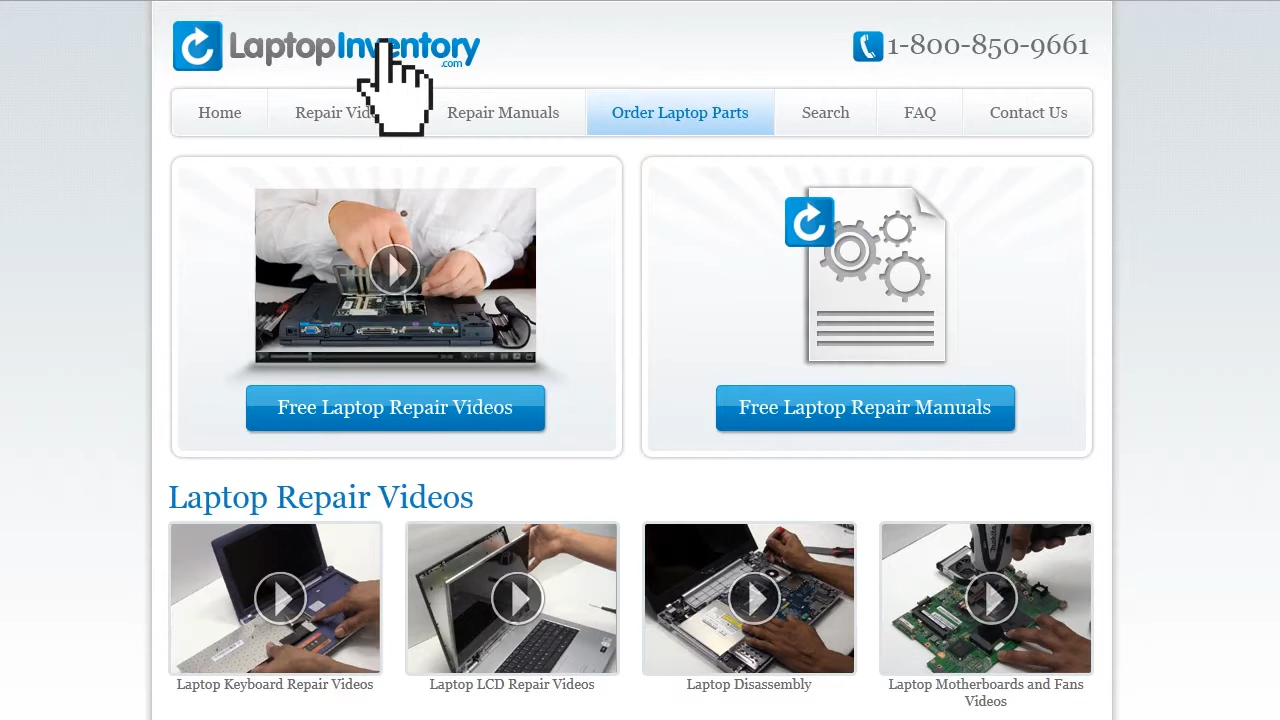 LaptopInventory
.com
1-800-850-9661
Home
Repair
Repair Manuals
Order Laptop Parts
Search
FAQ
Contact Us
Free Laptop Repair Videos
Free Laptop Repair Manuals
Laptop Repair Videos
Laptop Keyboard Repair Videos
Laptop LCD Repair Videos
Laptop Disassembly
Laptop Motherboards and Fans
Videos